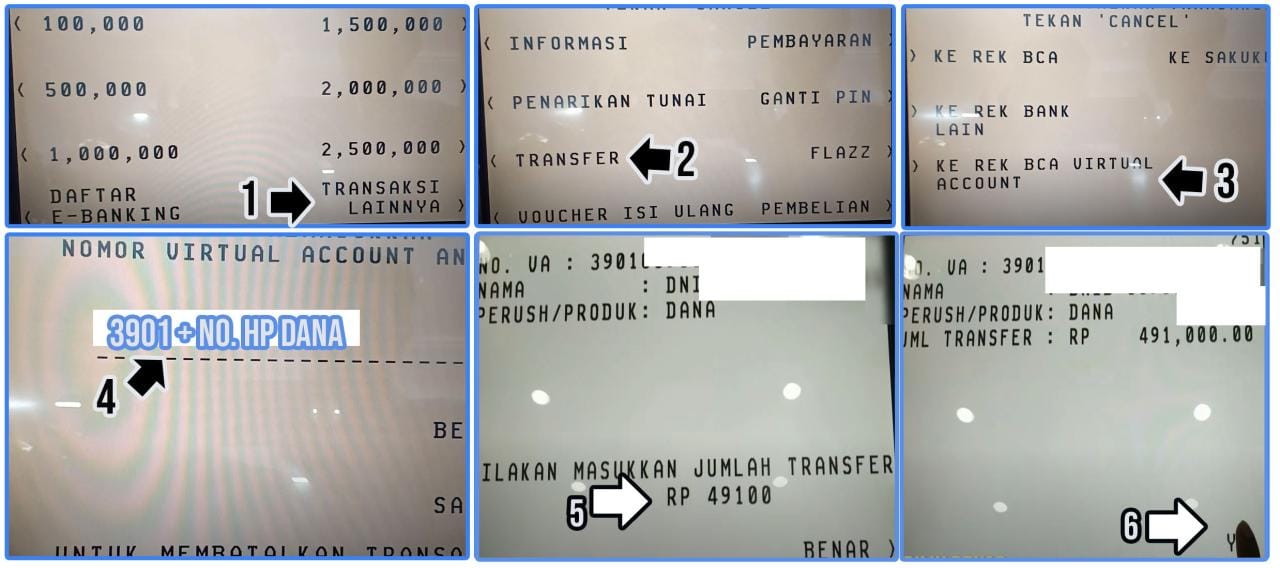 100,000 1,500,000
500,000 2,000,000
1,000,000 2,500,000
DAFTAR TRANSAKSI
E-BANKING LAINNYA
1
INFORMASI PEMBAYARAN
PENARIKAN TUNAI GANTI PIN
TRANSFER FLAZZ
2
VOUCHER ISI ULANG PEMBELIAN
TEKAN 'CANCEL'
KE REK BCA KE SAKUKU
KE REK BANK
LAIN
KE REK BCA VIRTUAL
ACCOUNT
3
NOMOR VIRTUAL ACCOUNT AN
3901 + NO. HP DANA
4
BE
SA
UNTUK MEMBATALKAN TRANSA
NO. VA : 3901
NAMA : DNI
PERUSH/PRODUK: DANA
ILAKAN MASUKKAN JUMLAH TRANSFER
5
RP 49100
BENAR
O. VA : 3901
NAMA :
PERUSH/PRODUK: DANA
JML TRANSFER : RP 491,000.00
6
Y